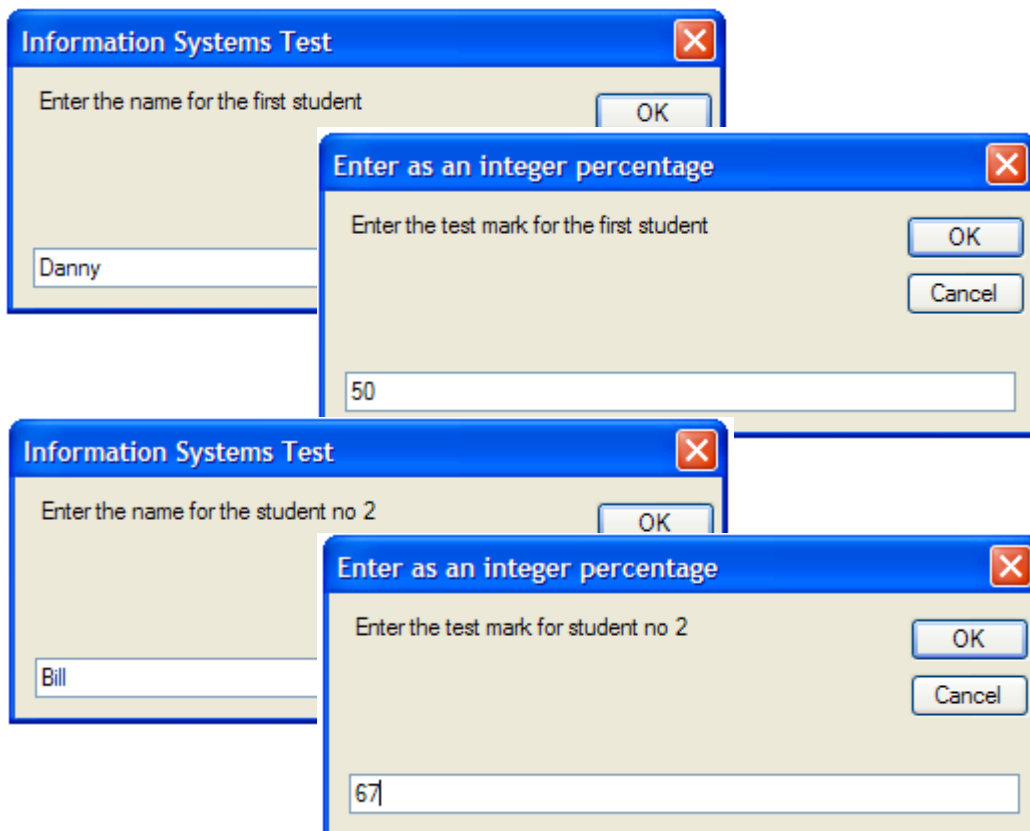 Information Systems Test
Enter the name for the first student
OK
Danny
Enter as an integer percentage
Enter the test mark for the first student
OK
Cancel
50
Information Systems Test
Enter the name for the student no 2
OK
Bill
Enter as an integer percentage
Enter the test mark for student no 2
OK
Cancel
67